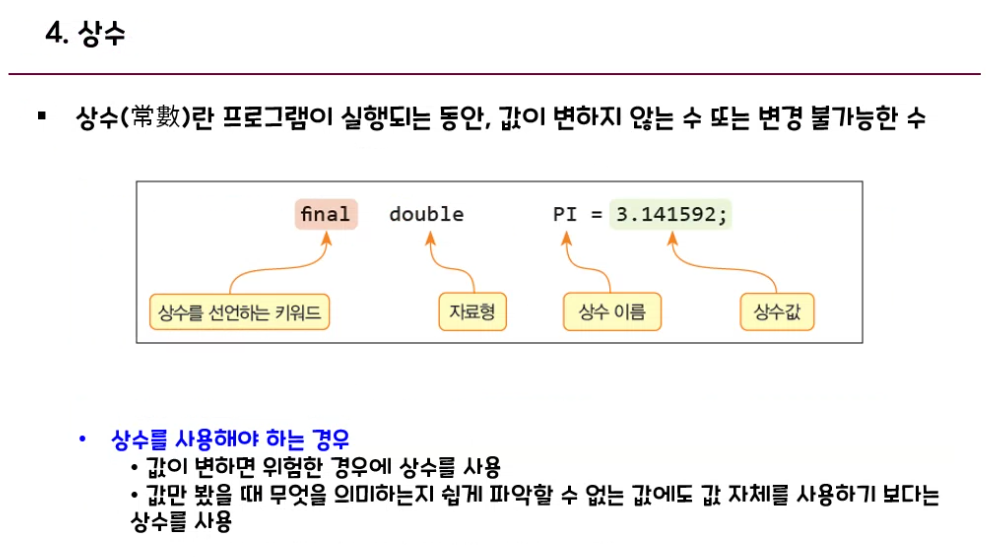 4. 상수
▪ 상수(常數)란 프로그램이 실행되는 동안, 값이 변하지 않는 수 또는 변경 불가능한 수
final double PI = 3.141592;
상수를 선언하는 키워드 자료형 상수 이름 상수값
• 상수를 사용해야 하는 경우
• 값이 변하면 위험한 경우에 상수를 사용
• 값만 봤을 때 무엇을 의미하는지 쉽게 파악할 수 없는 값에도 값 자체를 사용하기 보다는
상수를 사용